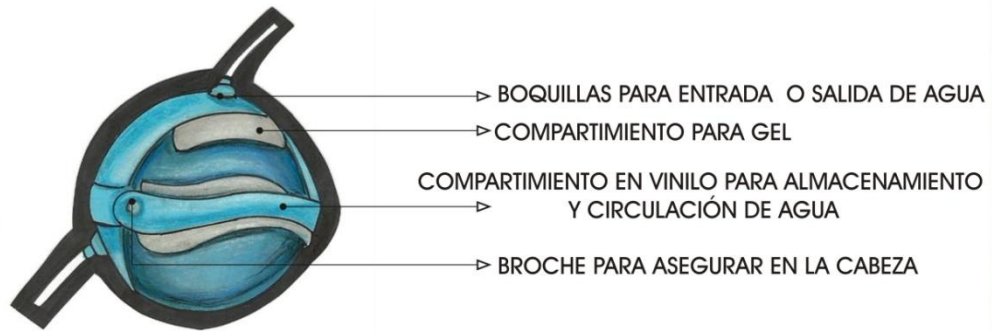 BOQUILLAS PARA ENTRADA O SALIDA DE AGUA
COMPARTIMIENTO PARA GEL
COMPARTIMIENTO EN VINILO PARA ALMACENAMIENTO
Y CIRCULACIÓN DE AGUA
BROCHE PARA ASEGURAR EN LA CABEZA